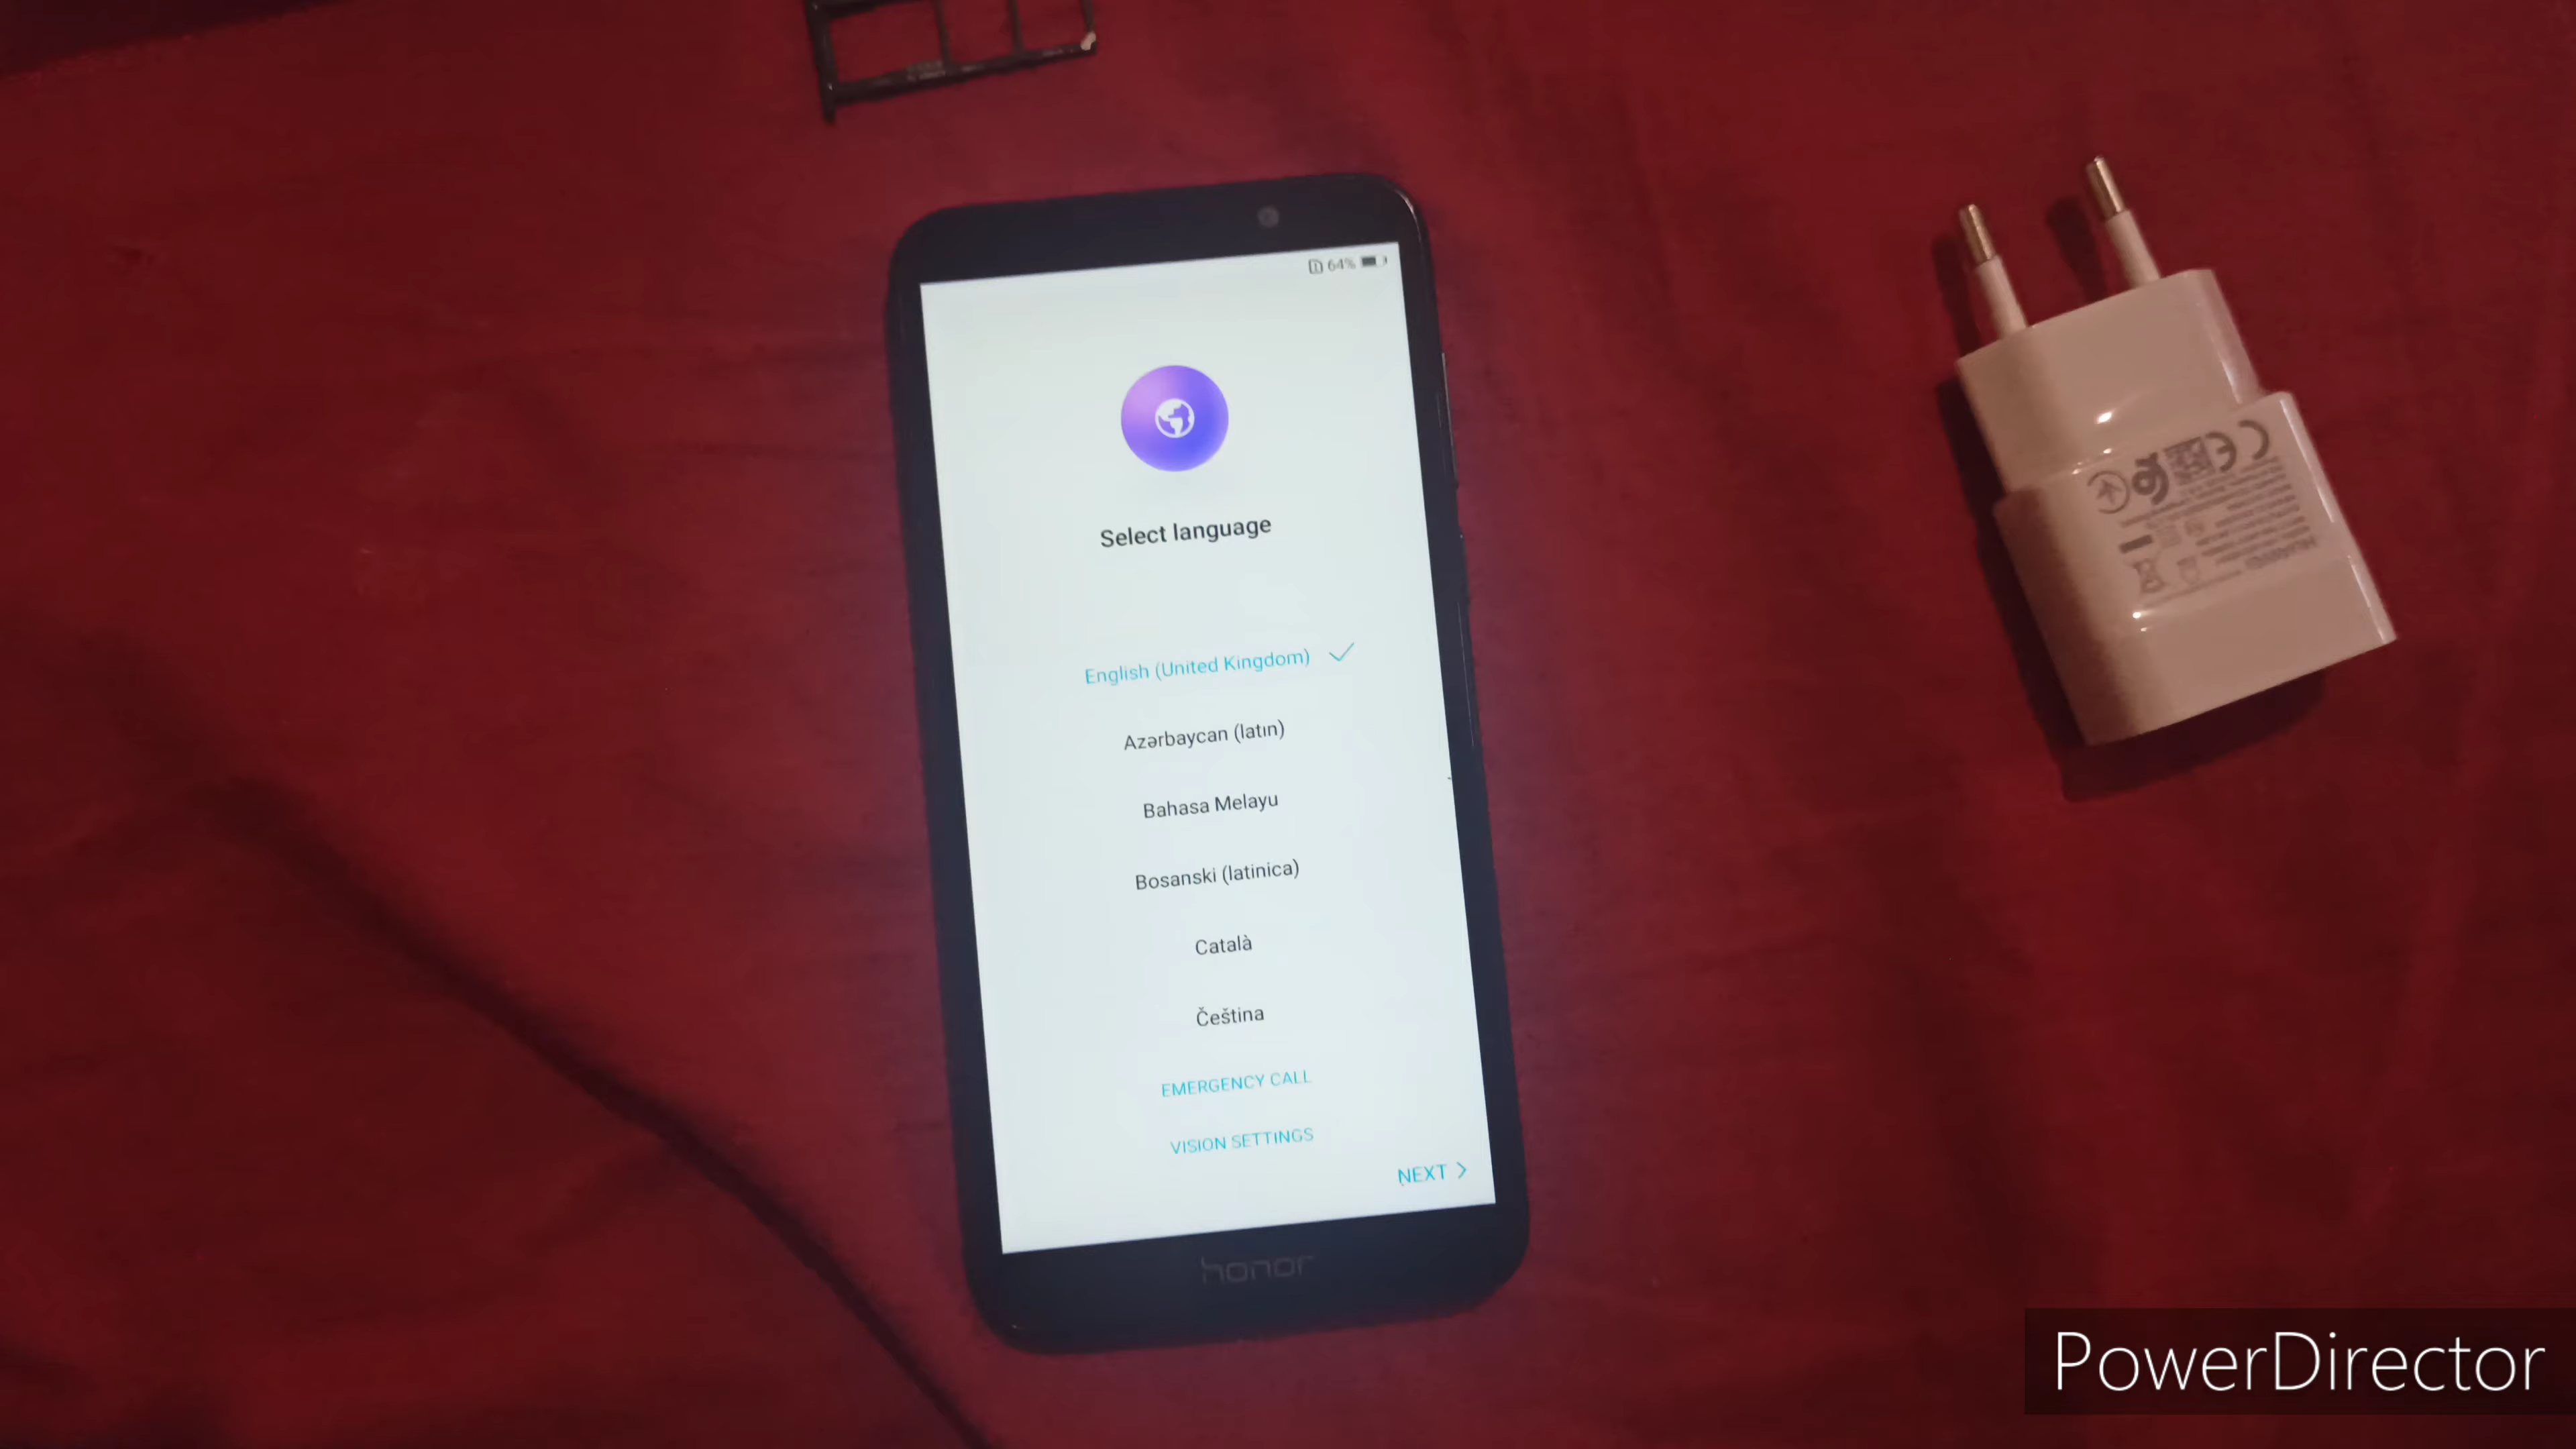 64%
Select language
English (United Kingdom)
Azərbaycan (latın)
Bahasa Melayu
Bosanski (latinica)
Català
Čeština
EMERGENCY CALL
VISION SETTINGS
NEXT
honor
HUAWEI
PowerDirector